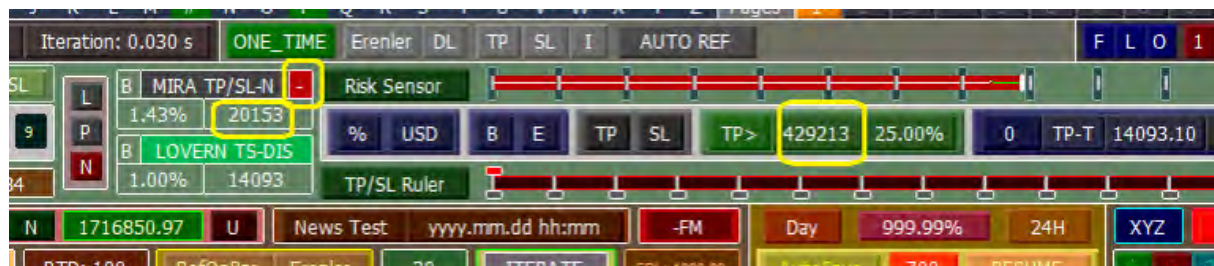 Iteration: 0.030 s ONE_TIME Erenler DL TP SL I AUTO REF F L O 1
SL L B MIRA TP/SL-N - Risk Sensor
1.43% 20153
9 P % USD B E TP SL TP> 429213 25.00% 0 TP-T 14093.10
B LOVERN TS-DIS
N 1.00% 14093 TP/SL Ruler
N 1716850.97 U News Test yyyy.mm.dd hh:mm -FM Day 999.99% 24H XYZ